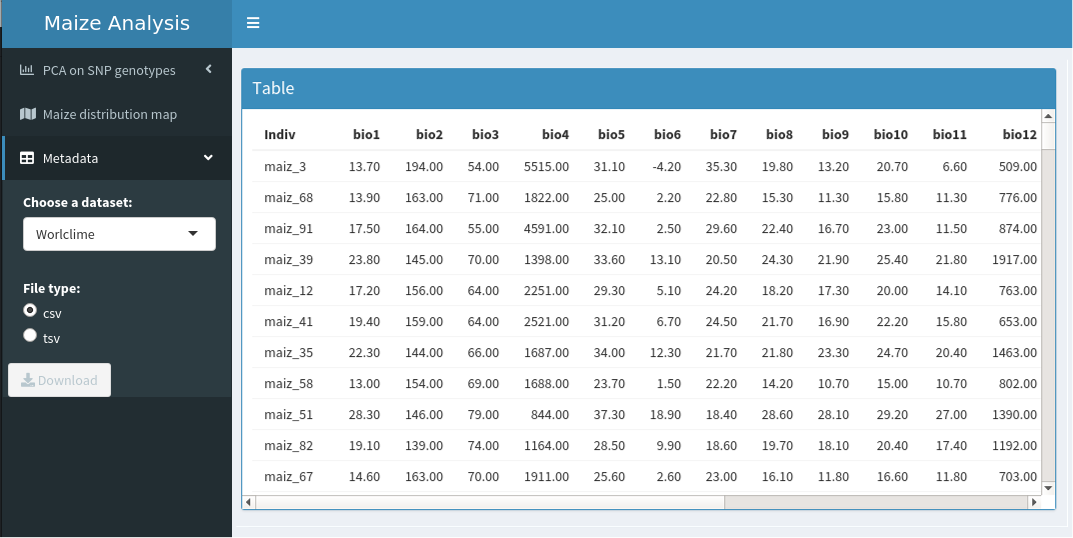 Maize Analysis
PCA on SNP genotypes
Maize distribution map
Metadata
Choose a dataset:
Worlclime
File type:
csv
tsv
Download
Table
Indiv bio1 bio2 bio3 bio4 bio5 bio6 bio7 bio8 bio9 bio10 bio11 bio12
maiz_3 13.70 194.00 54.00 5515.00 31.10 -4.20 35.30 19.80 13.20 20.70 6.60 509.00
maiz_68 13.90 163.00 71.00 1822.00 25.00 2.20 22.80 15.30 11.30 15.80 11.30 776.00
maiz_91 17.50 164.00 55.00 4591.00 32.10 2.50 29.60 22.40 16.70 23.00 11.50 874.00
maiz_39 23.80 145.00 70.00 1398.00 33.60 13.10 20.50 24.30 21.90 25.40 21.80 1917.00
maiz_12 17.20 156.00 64.00 2251.00 29.30 5.10 24.20 18.20 17.30 20.00 14.10 763.00
maiz_41 19.40 159.00 64.00 2521.00 31.20 6.70 24.50 21.70 16.90 22.20 15.80 653.00
maiz_35 22.30 144.00 66.00 1687.00 34.00 12.30 21.70 21.80 23.30 24.70 20.40 1463.00
maiz_58 13.00 154.00 69.00 1688.00 23.70 1.50 22.20 14.20 10.70 15.00 10.70 802.00
maiz_51 28.30 146.00 79.00 844.00 37.30 18.90 18.40 28.60 28.10 29.20 27.00 1390.00
maiz_82 19.10 139.00 74.00 1164.00 28.50 9.90 18.60 19.70 18.10 20.40 17.40 1192.00
maiz_67 14.60 163.00 70.00 1911.00 25.60 2.60 23.00 16.10 11.80 16.60 11.80 703.00